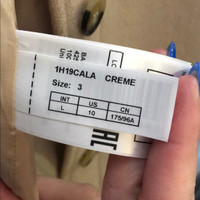 1H19CALA CREME
Size: 3
INT US CN
L 10 175/96A